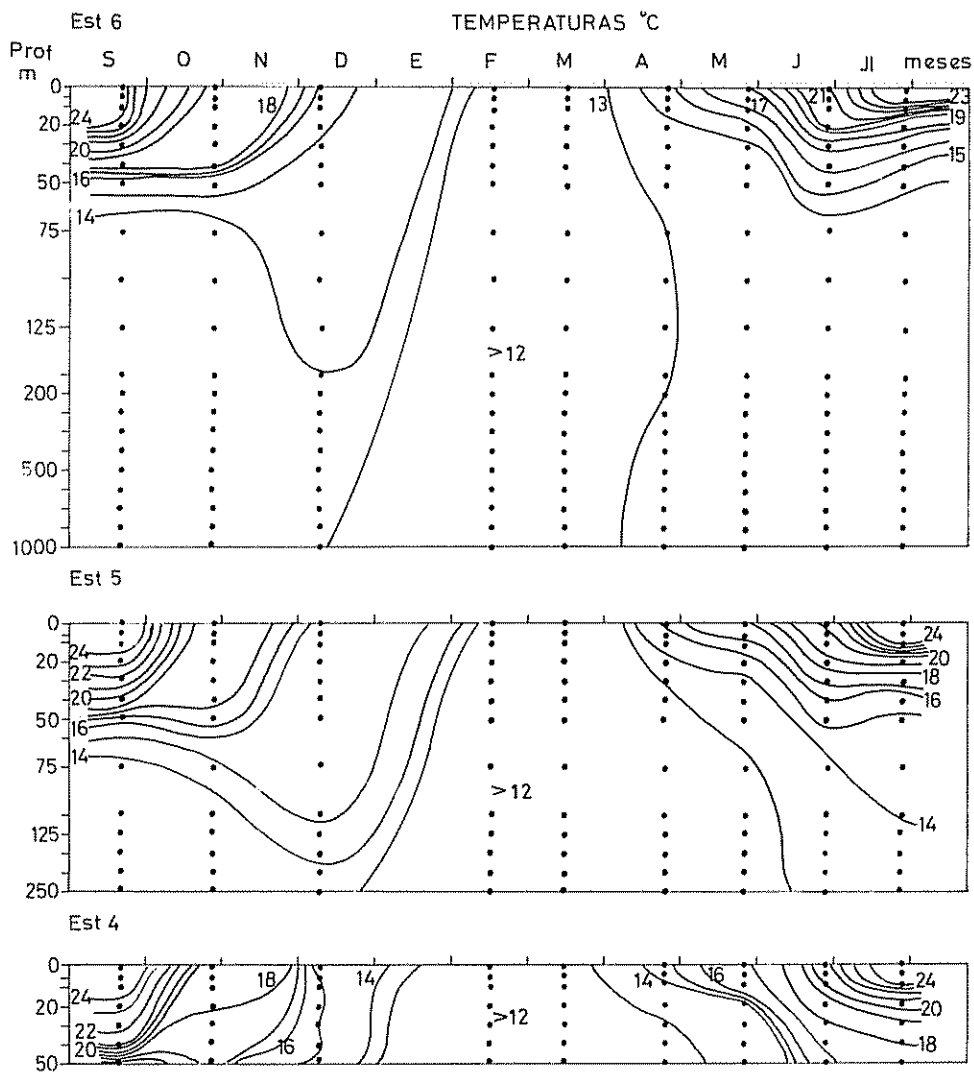 Est 6 TEMPERATURAS °C
Prof
m S O N D E F M A M J Jl meses
0 18 13 17 21 23
24 19
20
20
16 15
50
14
75
125
>12
200
500
1000
Est 5
0
24 24
20 22 20
20 18
50 16 16
14
75
>12
14
125
250
Est 4
0 18 14 14 16
24 24
20 >12 20
22
20 16 18
50